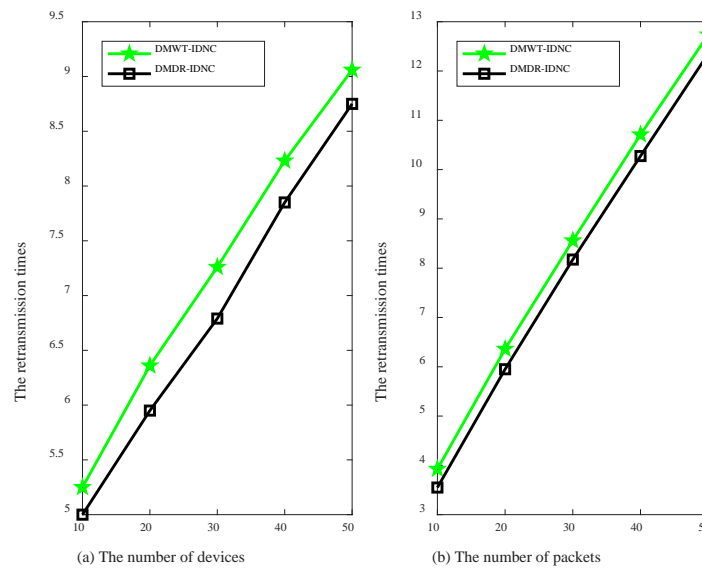 9.5
9
8.5
8
7.5
7
6.5
6
5.5
5
The retransmission times
DMWT-IDNC
DMDR-IDNC
10 20 30 40 50
(a) The number of devices
13
12
11
10
9
8
7
6
5
4
3
The retransmission times
DMWT-IDNC
DMDR-IDNC
10 20 30 40 50
(b) The number of packets